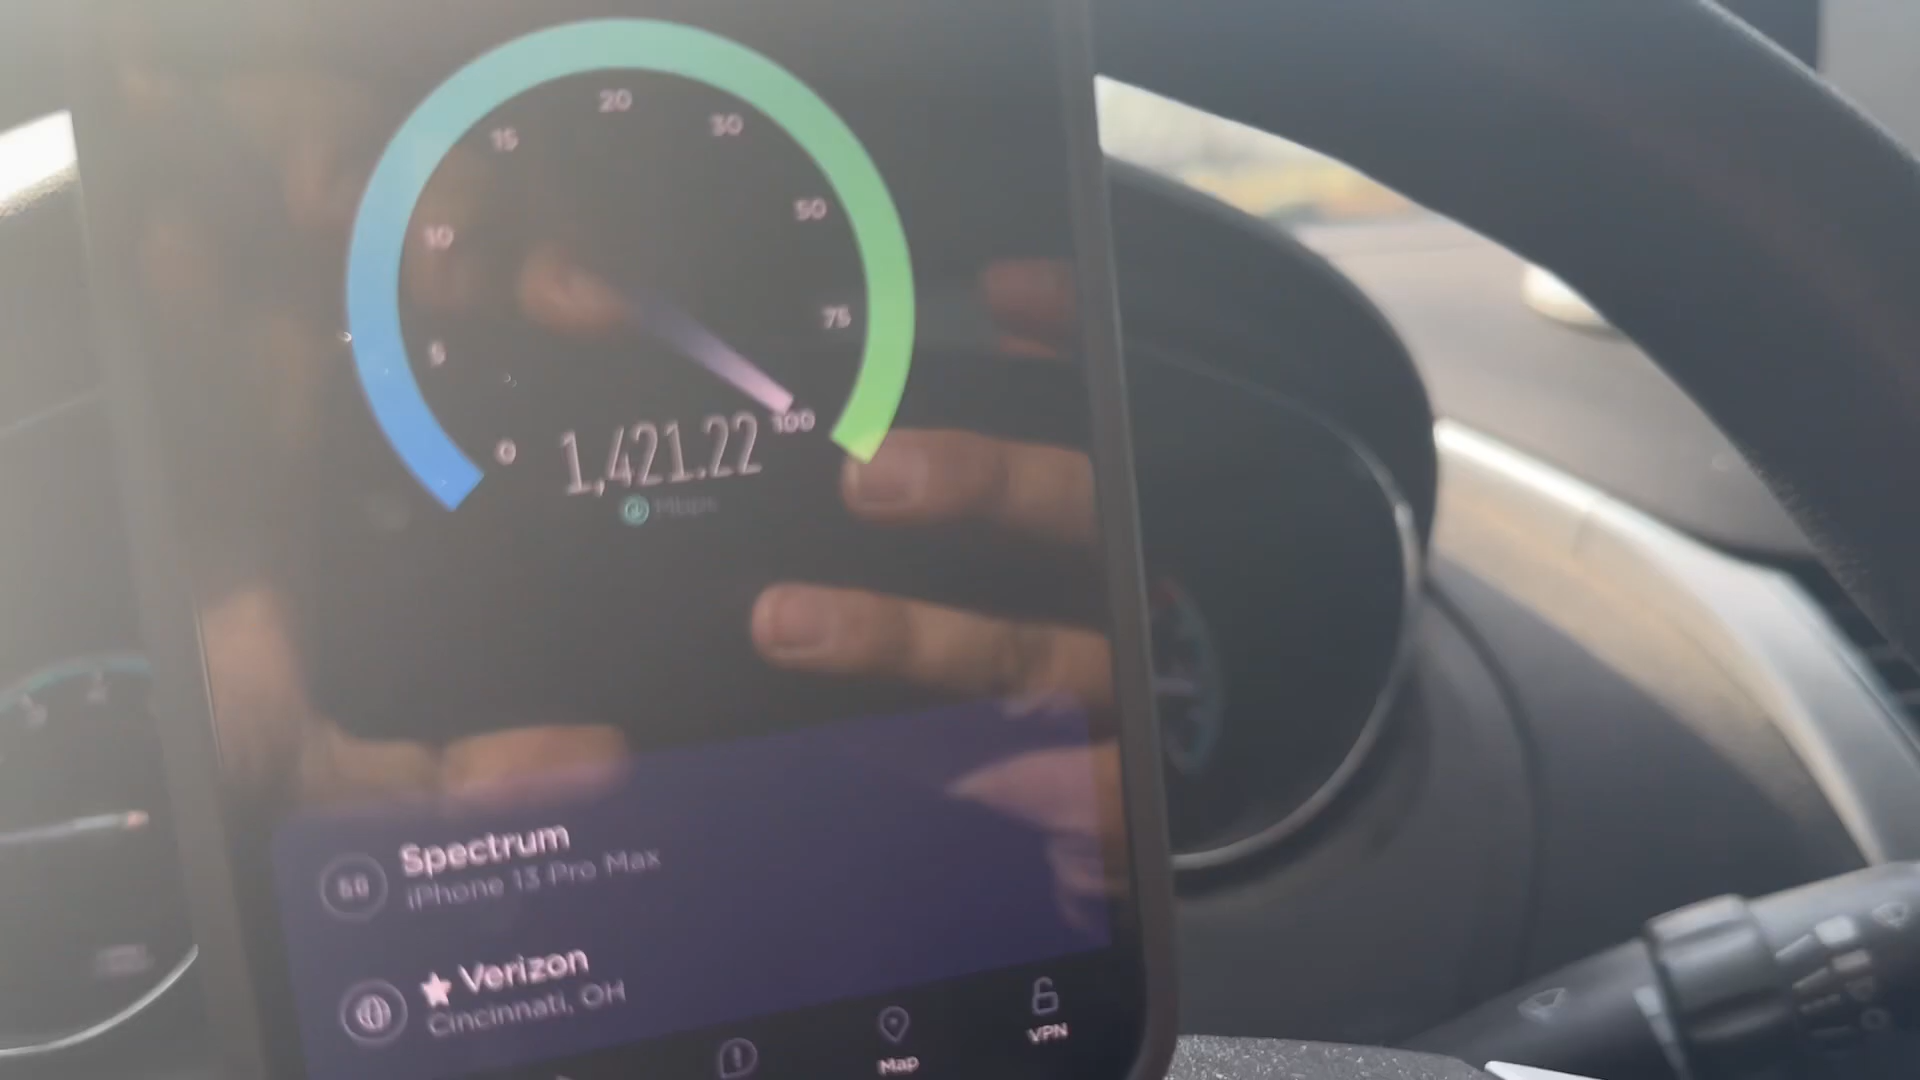 20
15
30
10
50
5
75
0
100
1,421.22
Mbps
Spectrum
iPhone 13 Pro Max
Verizon
Cincinnati, OH
Map
VPN